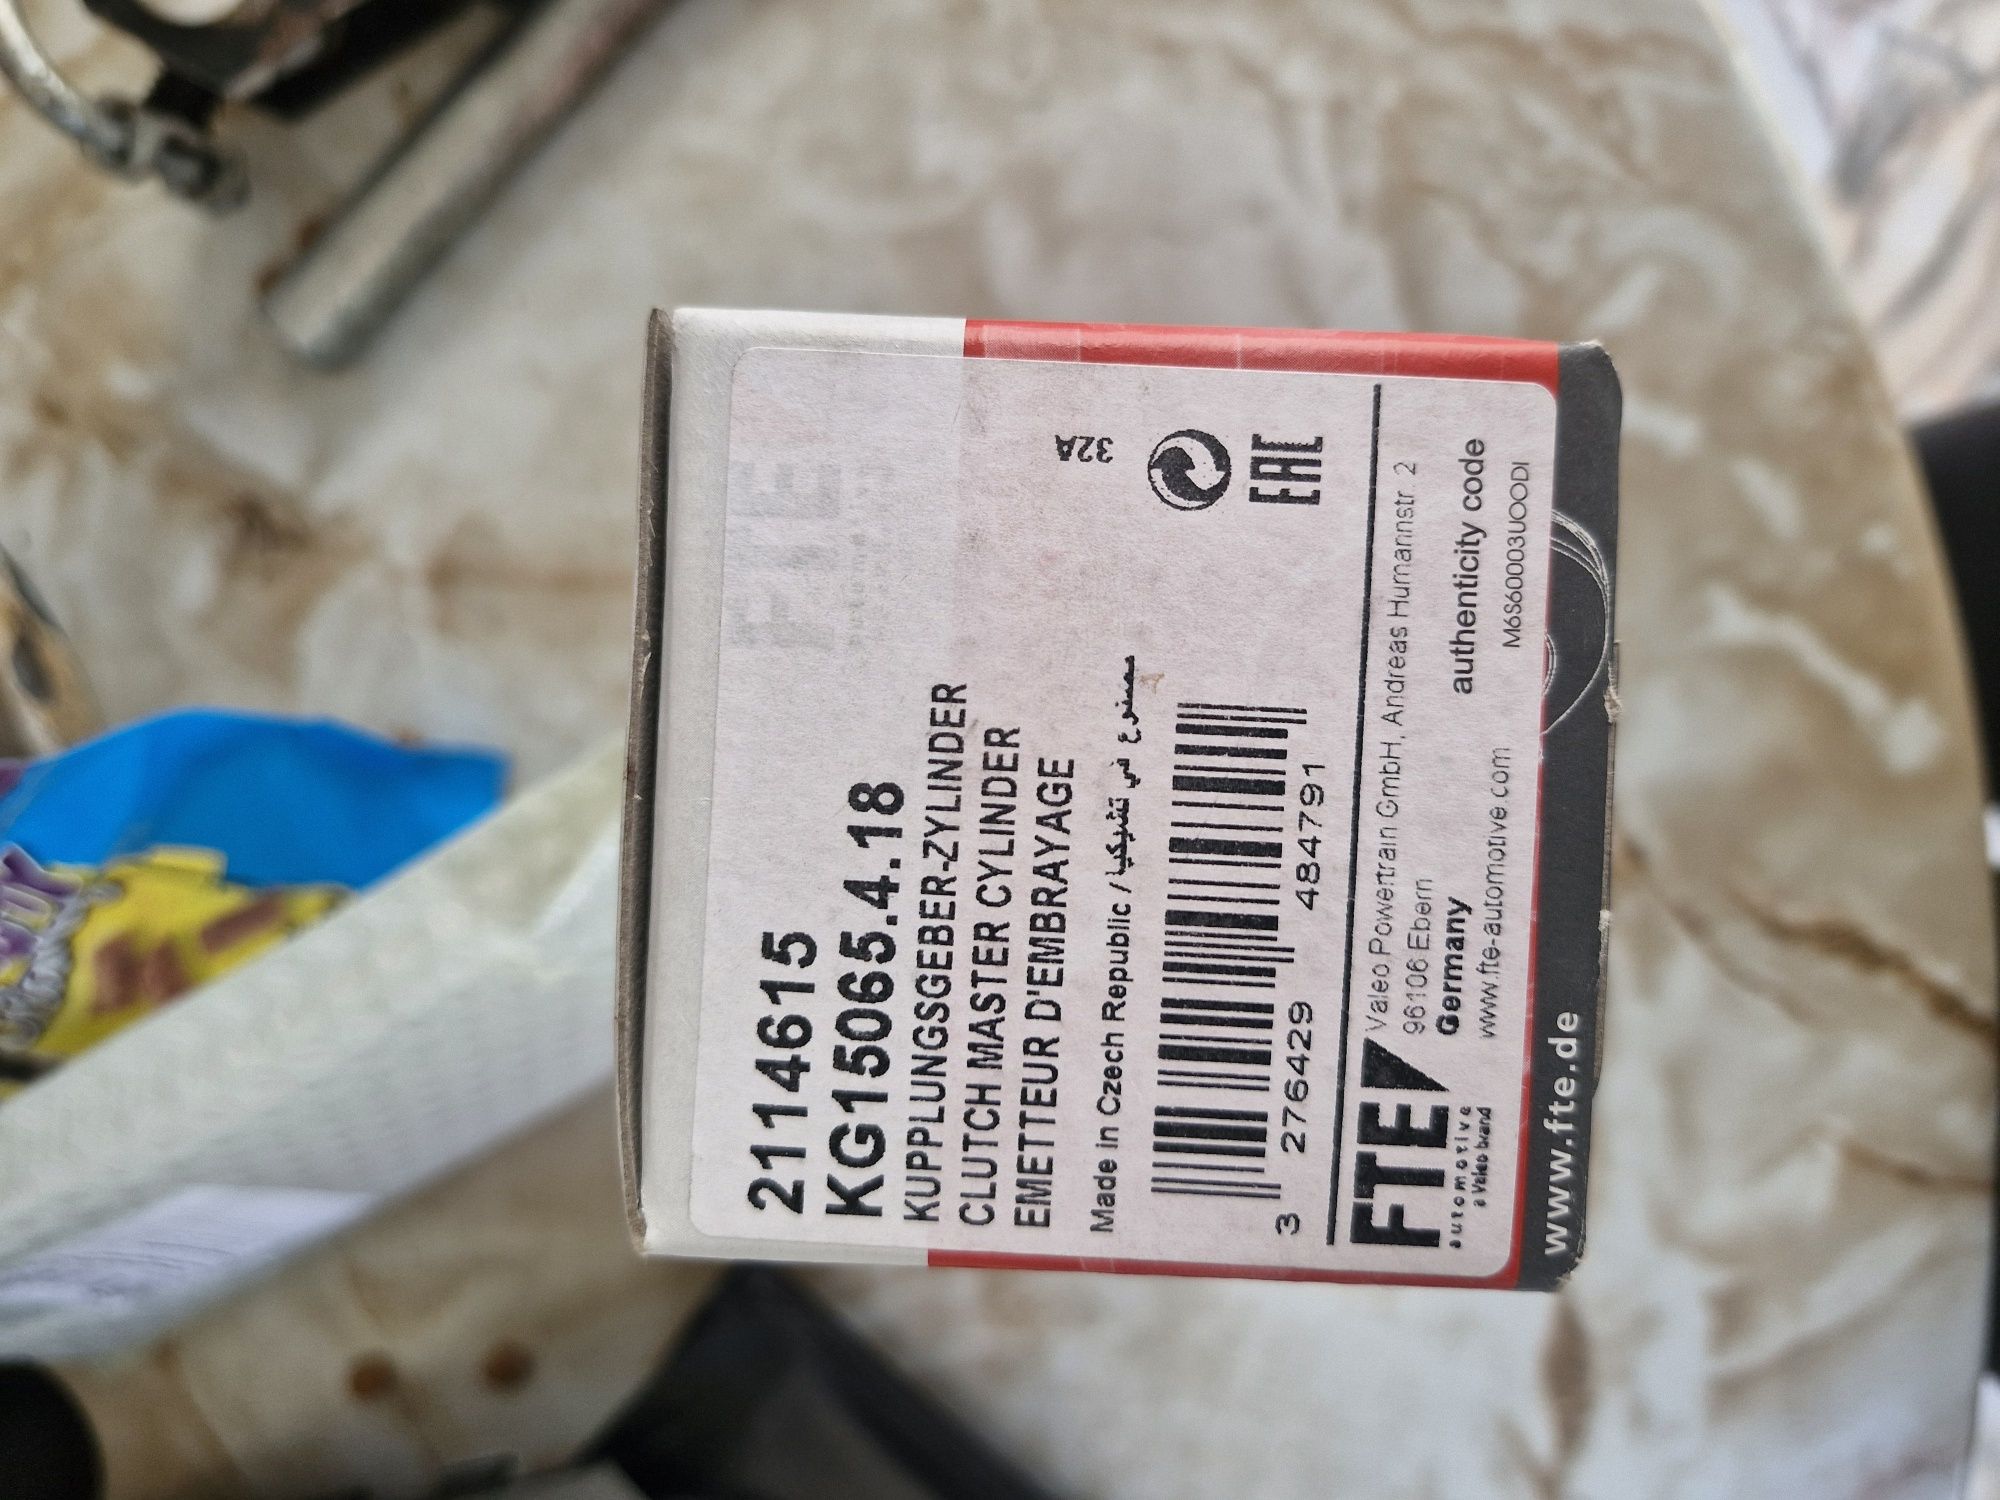 2114615
KG15065.4.18
KUPPLUNGSGEBER-ZYLINDER
CLUTCH MASTER CYLINDER
EMETTEUR D'EMBRAYAGE
32A
Made in Czech Republic / مصنوع في تشيكيا
3 276429 484791
EAC
FTE
automotive
a Valeo brand
Valeo Powertrain GmbH, Andreas Humannstr. 2
96106 Ebern
Germany
www.fte-automotive.com
authenticity code
M6S60003UOODI
www.fte.de